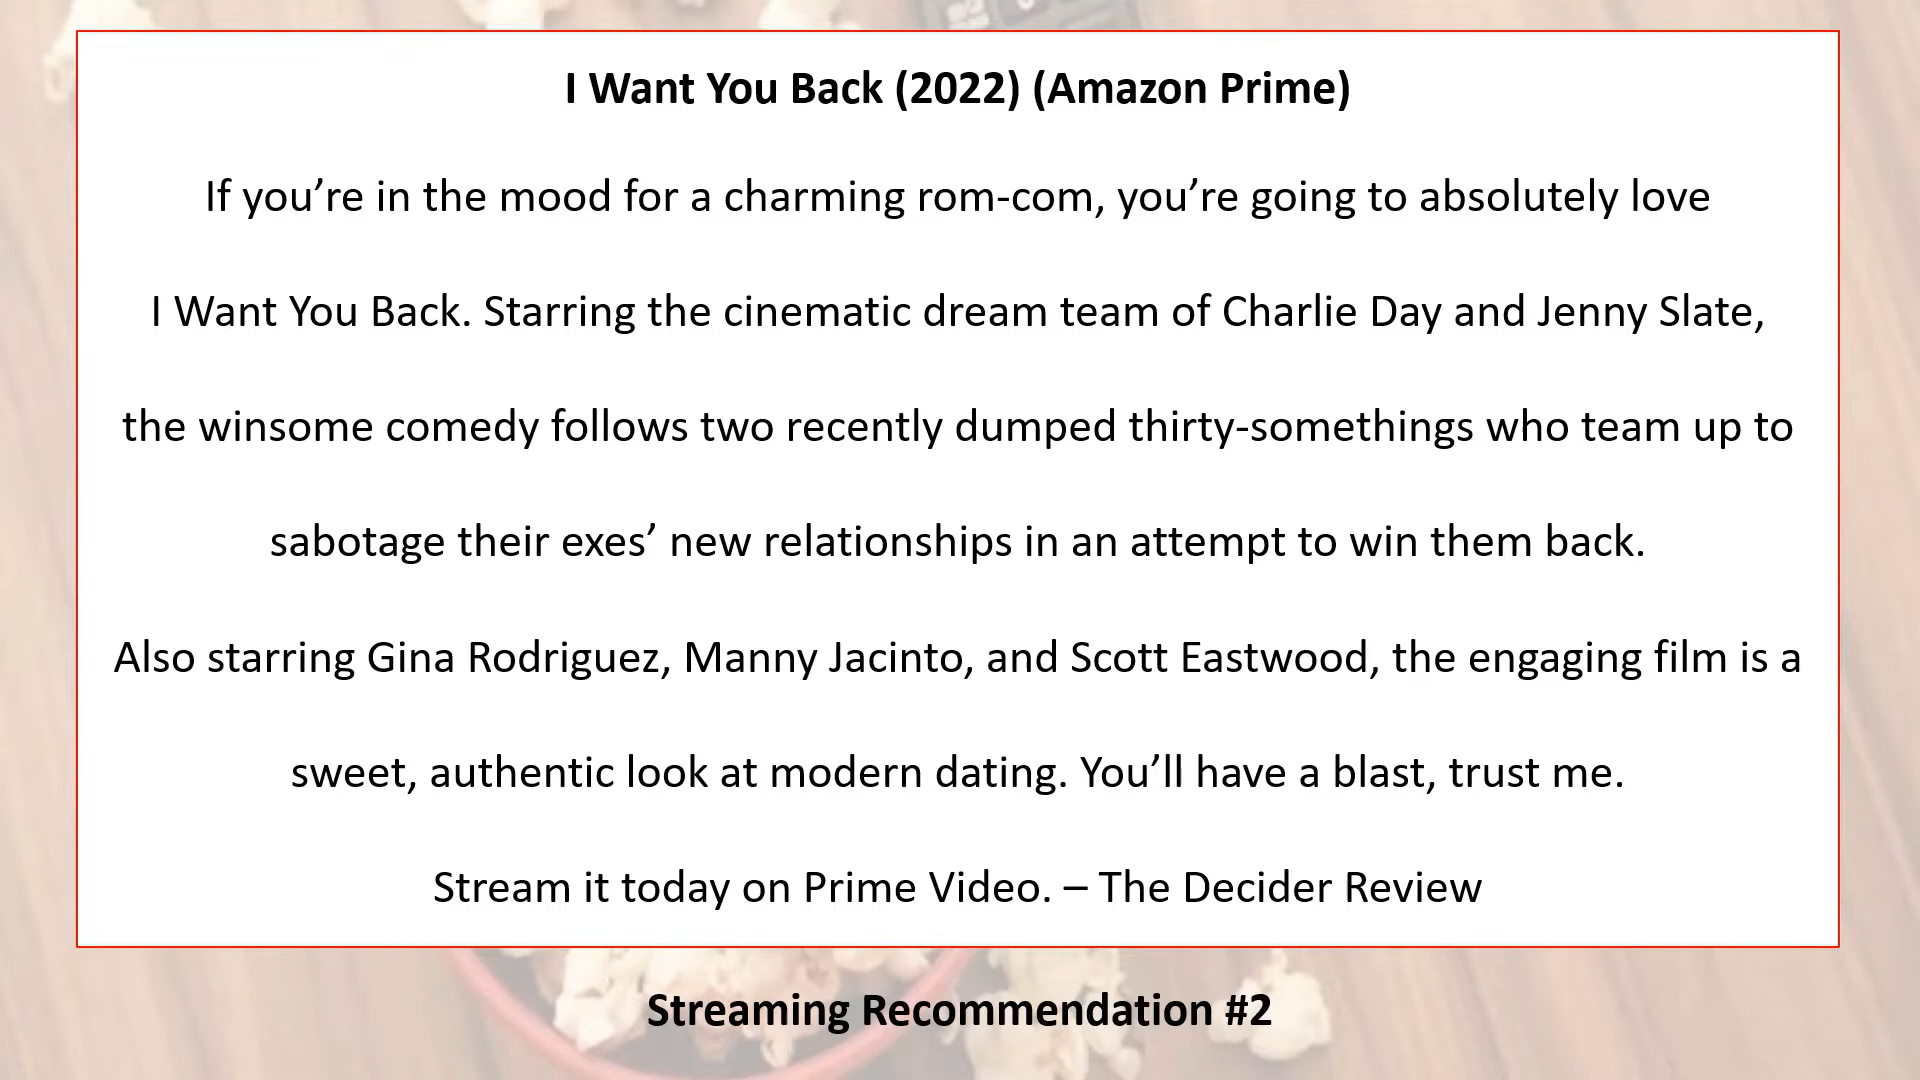 I Want You Back (2022) (Amazon Prime)
If you’re in the mood for a charming rom-com, you’re going to absolutely love
I Want You Back. Starring the cinematic dream team of Charlie Day and Jenny Slate,
the winsome comedy follows two recently dumped thirty-somethings who team up to
sabotage their exes’ new relationships in an attempt to win them back.
Also starring Gina Rodriguez, Manny Jacinto, and Scott Eastwood, the engaging film is a
sweet, authentic look at modern dating. You’ll have a blast, trust me.
Stream it today on Prime Video. – The Decider Review
Streaming Recommendation #2